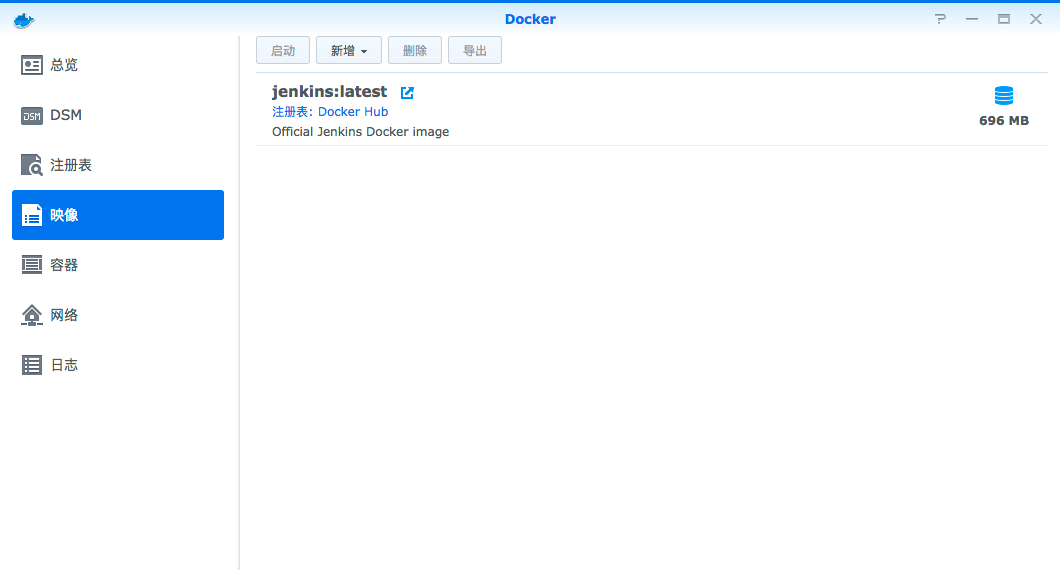 Docker
总览
DSM
DSM
注册表
映像
容器
网络
日志
启动 新增 删除 导出
jenkins:latest
注册表: Docker Hub
Official Jenkins Docker image
696 MB